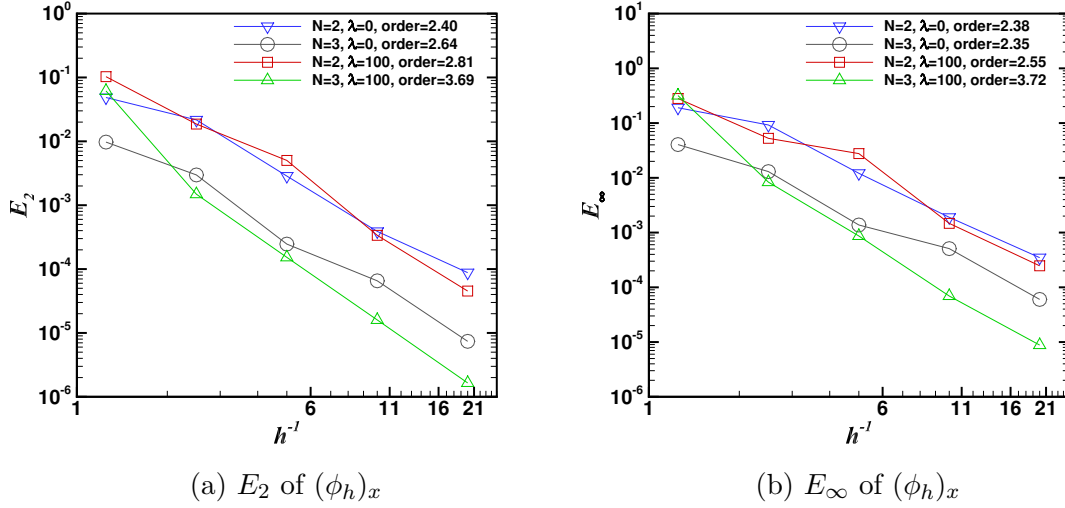 N=2, λ=0, order=2.40
N=3, λ=0, order=2.64
N=2, λ=100, order=2.81
N=3, λ=100, order=3.69
10^0
10^-1
10^-2
10^-3
10^-4
10^-5
10^-6
E_2
1 6 11 16 21
h^-1
(a) E_2 of (ϕ_h)_x
N=2, λ=0, order=2.38
N=3, λ=0, order=2.35
N=2, λ=100, order=2.55
N=3, λ=100, order=3.72
10^1
10^0
10^-1
10^-2
10^-3
10^-4
10^-5
10^-6
E_∞
1 6 11 16 21
h^-1
(b) E_∞ of (ϕ_h)_x